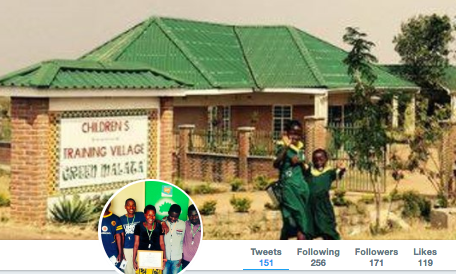 CHILDREN'S
TRAINING VILLAGE
GREEN MALATA
Tweets Following Followers Likes
151 256 171 119